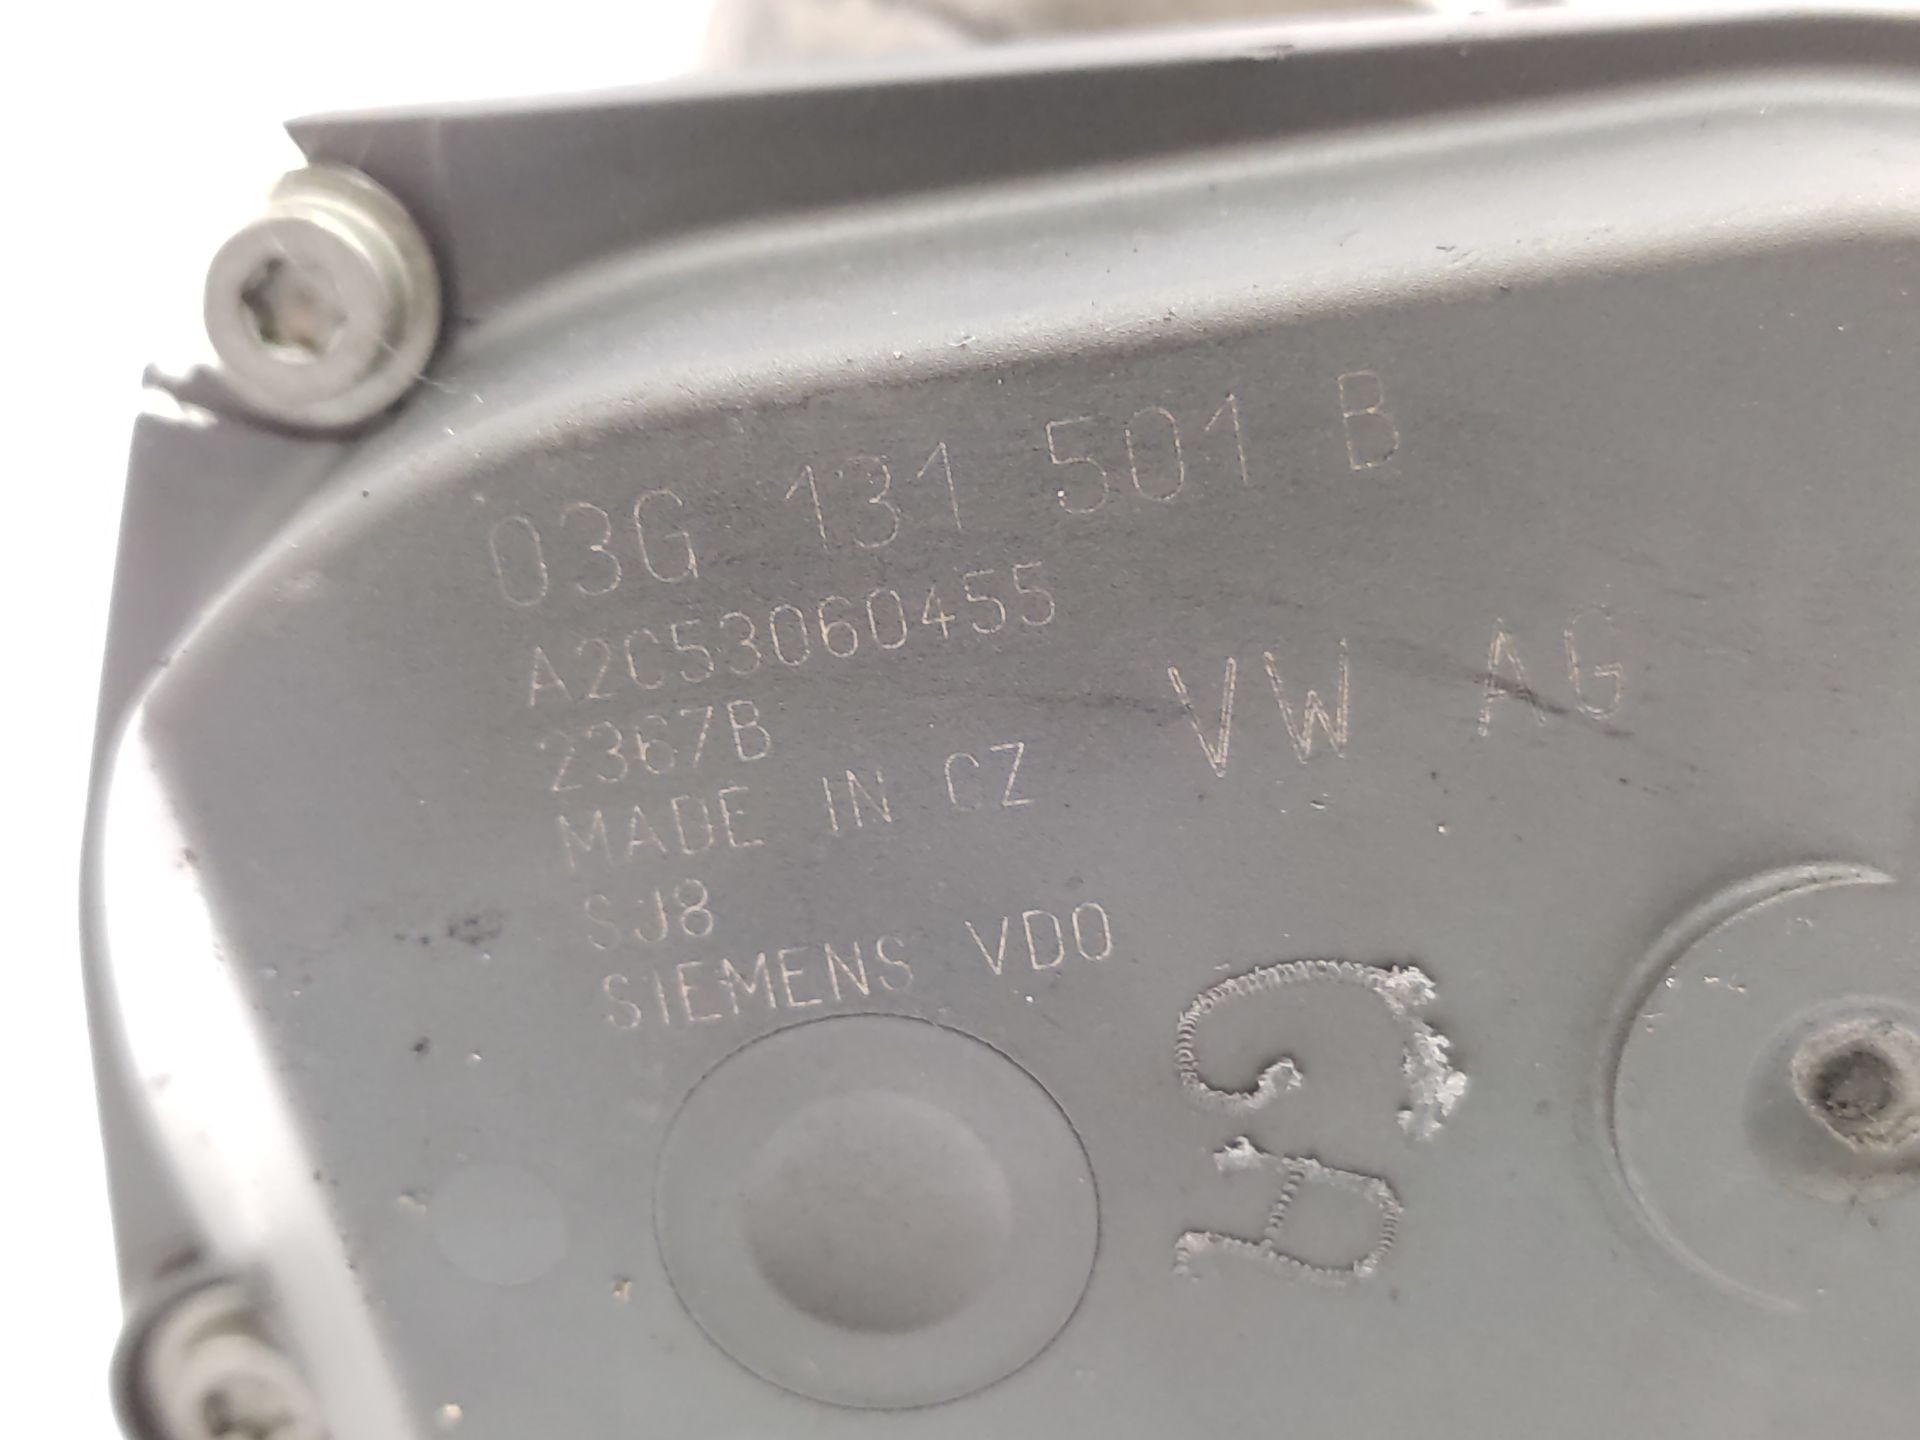 03G 131 501 B
A2C53060455
2367B
VW AG
MADE IN CZ
SJ8
SIEMENS VDO